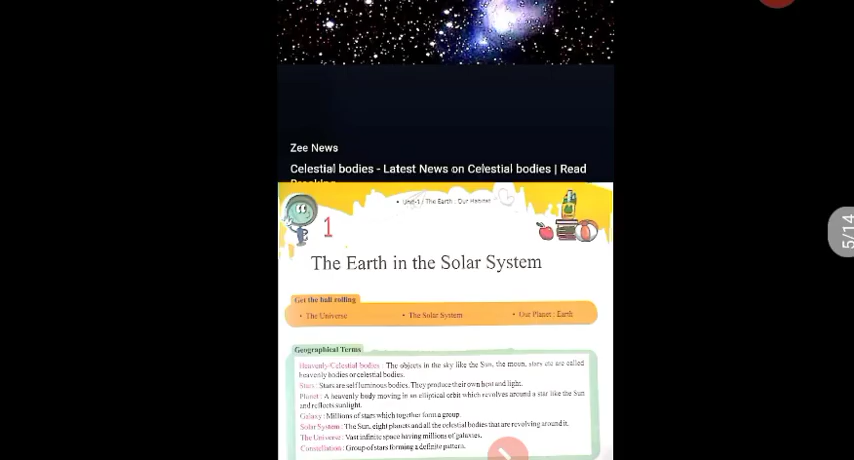 Zee News
Celestial bodies - Latest News on Celestial bodies | Read
Unit-1 / The Earth : Our Habitat
1
The Earth in the Solar System
Get the ball rolling
• The Universe • The Solar System • Our Planet : Earth
Geographical Terms
Heavenly-Celestial bodies The objects in the sky like the Sun, the moon, stars etc are called
heavenly bodies or celestial bodies.
Stars : Stars are self luminous bodies. They produce their own heat and light.
Planet : A heavenly body moving in an elliptical orbit which revolves around a star like the Sun
and reflects sunlight.
Galaxy : Millions of stars which together form a group.
Solar System : The Sun, eight planets and all the celestial bodies that are revolving around it.
The Universe : Vast infinite space having millions of galaxies.
Constellation : Group of stars forming a definite pattern.
5/14